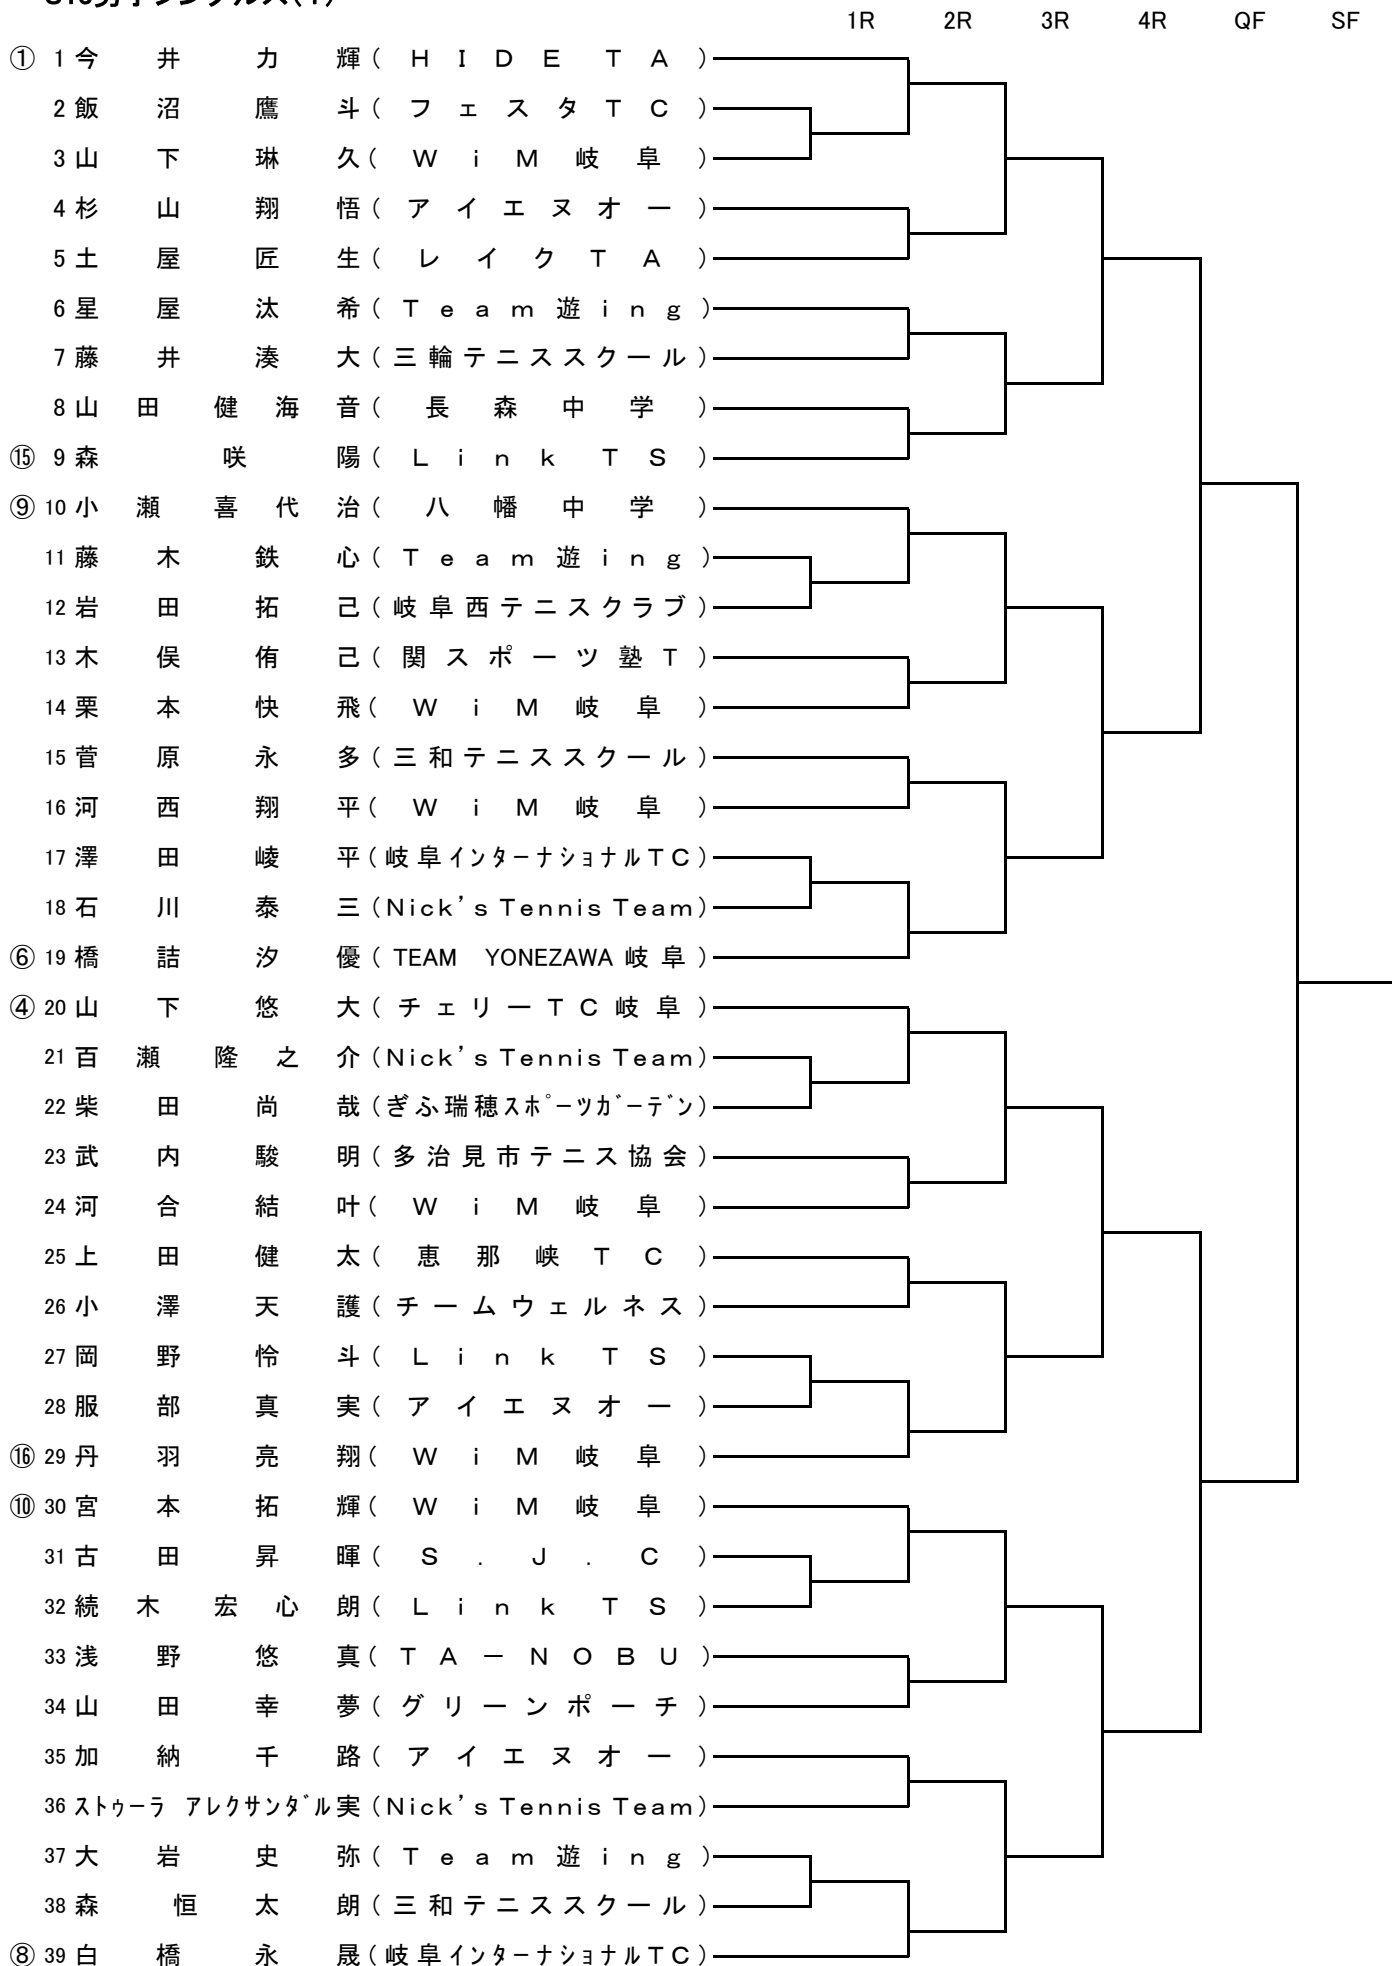 1R 2R 3R 4R QF SF
① 1 今井力輝(HIDE TA)
2 飯沼鷹斗(フェスタTC)
3 山下琳久(WiM岐阜)
4 杉山翔悟(アイエヌオー)
5 土屋匠生(レイクTA)
6 星屋汰希(Team遊ing)
7 藤井湊大(三輪テニススクール)
8 山田健海音(長森中学)
⑮ 9 森咲陽(Link TS)
⑨ 10 小瀬喜代治(八幡中学)
11 藤木鉄心(Team遊ing)
12 岩田拓己(岐阜西テニスクラブ)
13 木俣侑己(関スポーツ塾T)
14 栗本快飛(WiM岐阜)
15 菅原永多(三和テニススクール)
16 河西翔平(WiM岐阜)
17 澤田崚平(岐阜インターナショナルTC)
18 石川泰三(Nick's Tennis Team)
⑥ 19 橋詰汐優(TEAM YONEZAWA 岐阜)
④ 20 山下悠大(チェリーTC岐阜)
21 百瀬隆之介(Nick's Tennis Team)
22 柴田尚哉(ぎふ瑞穂スポーツガーデン)
23 武内駿明(多治見市テニス協会)
24 河合結叶(WiM岐阜)
25 上田健太(恵那峡TC)
26 小澤天護(チームウェルネス)
27 岡野怜斗(Link TS)
28 服部真実(アイエヌオー)
⑯ 29 丹羽亮翔(WiM岐阜)
⑩ 30 宮本拓輝(WiM岐阜)
31 古田昇暉(S.J.C)
32 続木宏心朗(Link TS)
33 浅野悠真(TA-NOBU)
34 山田幸夢(グリーンポーチ)
35 加納千路(アイエヌオー)
36 ストゥーラ アレクサンダル実(Nick's Tennis Team)
37 大岩史弥(Team遊ing)
38 森恒太朗(三和テニススクール)
⑧ 39 白橋永晟(岐阜インターナショナルTC)